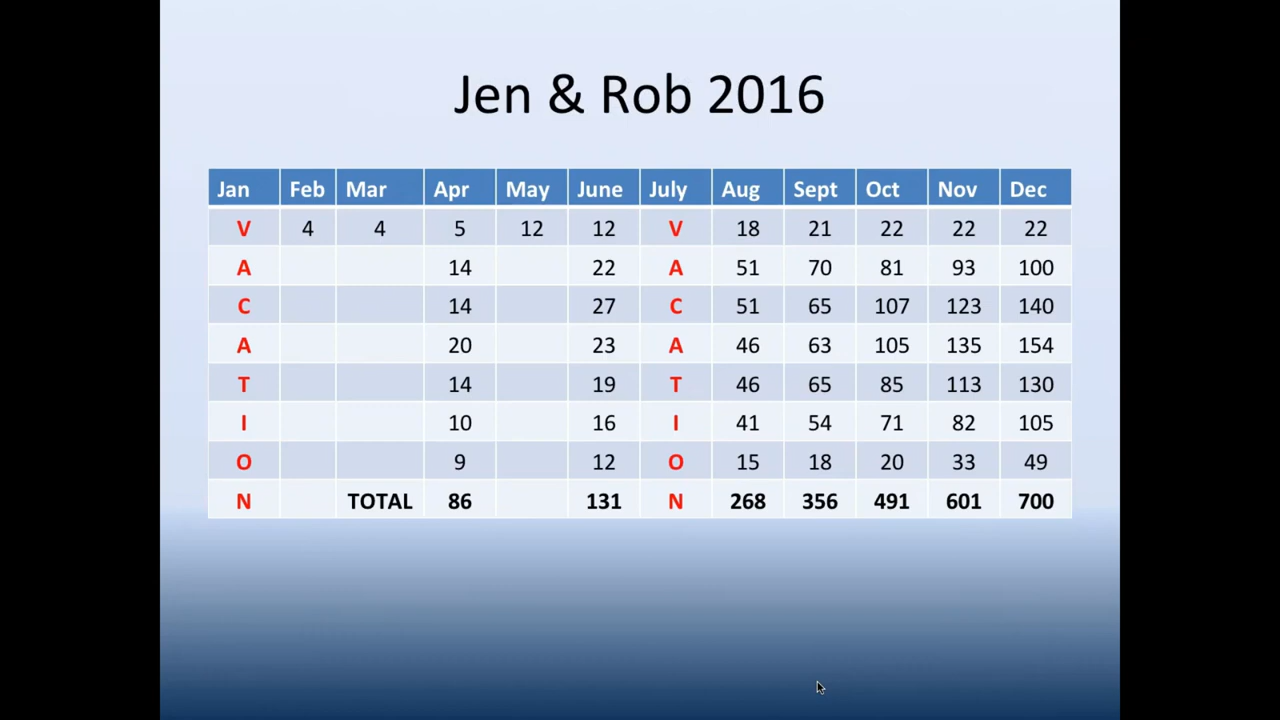 Jen & Rob 2016
Jan Feb Mar Apr May June July Aug Sept Oct Nov Dec
V 4 4 5 12 12 V 18 21 22 22 22
A 14 22 A 51 70 81 93 100
C 14 27 C 51 65 107 123 140
A 20 23 A 46 63 105 135 154
T 14 19 T 46 65 85 113 130
I 10 16 I 41 54 71 82 105
O 9 12 O 15 18 20 33 49
N TOTAL 86 131 N 268 356 491 601 700